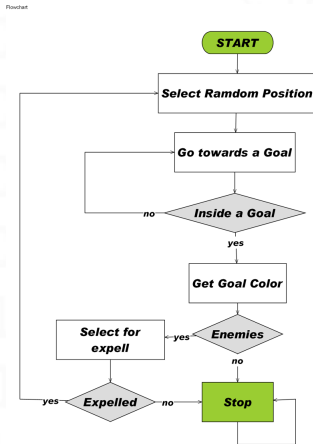 Flowchart
START
Select Ramdom Position
Go towards a Goal
Inside a Goal
no
yes
Get Goal Color
Select for
expell
yes
Enemies
no
yes
Expelled
no
Stop